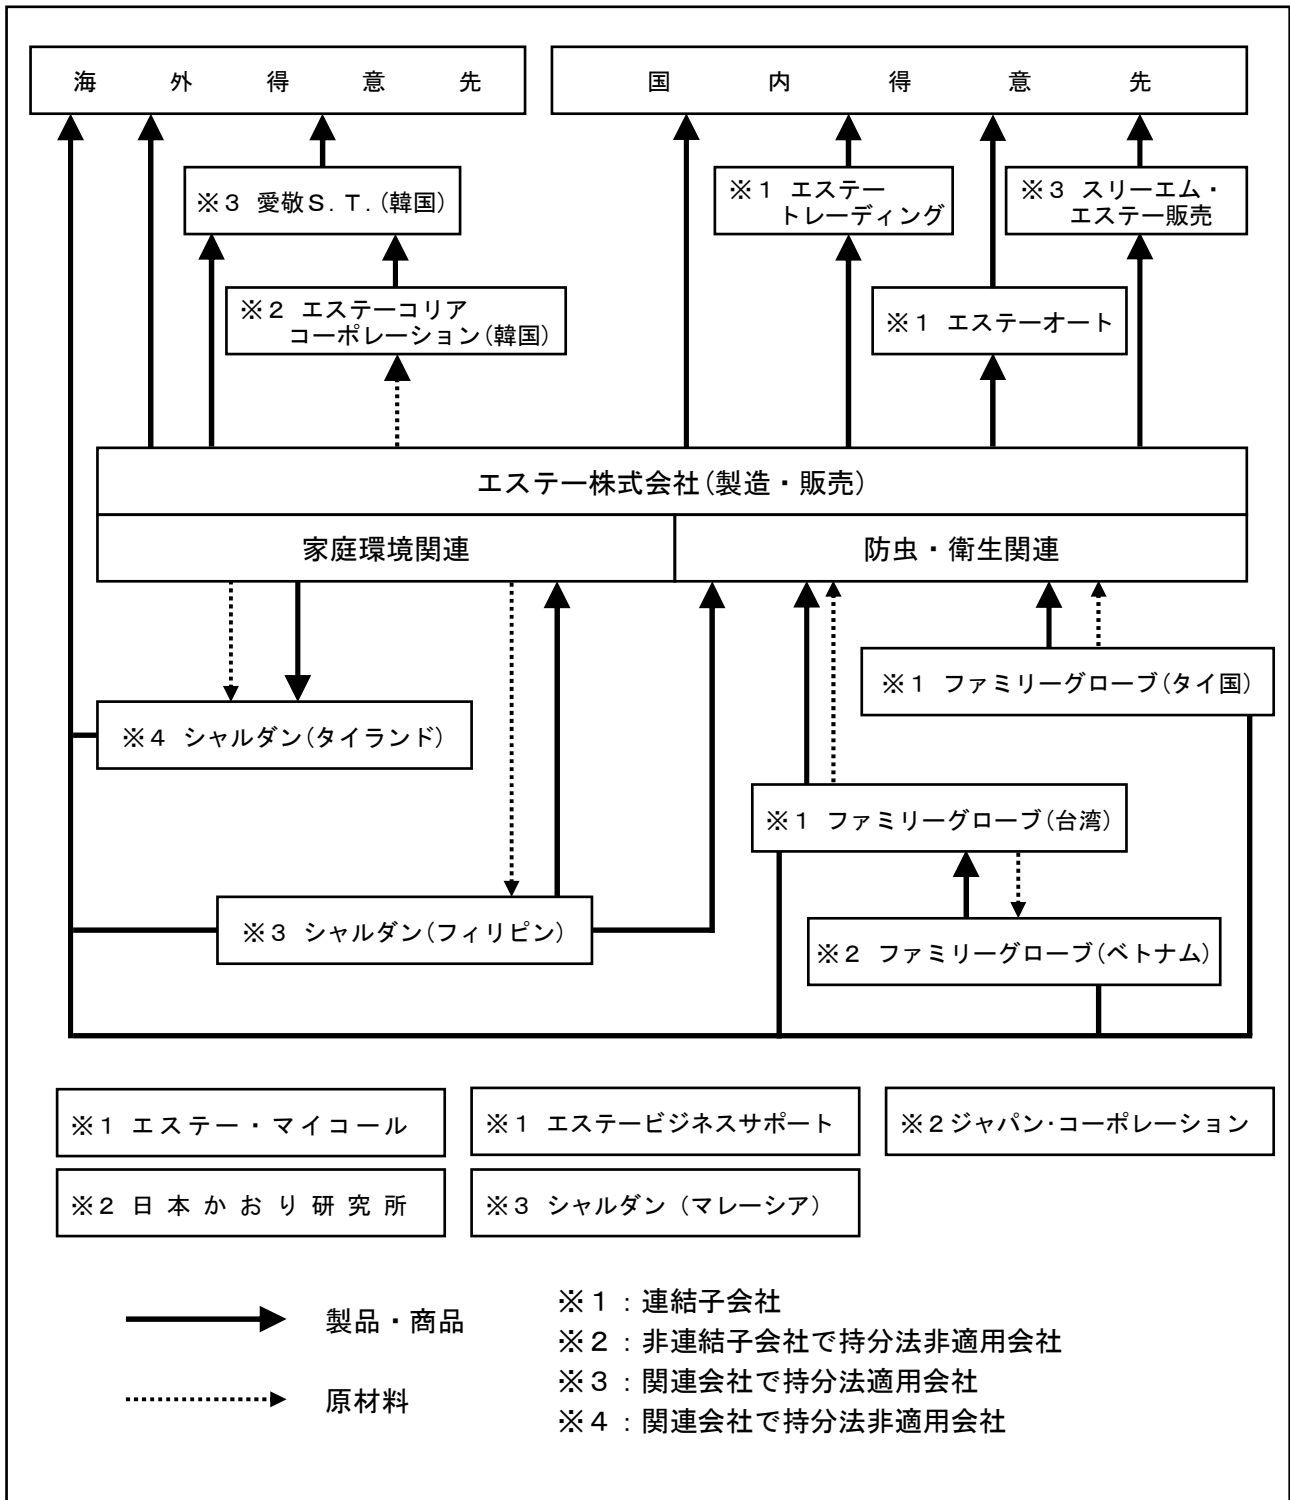 海外得意先
国内得意先
※3 愛敬S.T.(韓国)
※1 エステー
トレーディング
※3 スリーエム・
エステー販売
※2 エステーコリア
コーポレーション(韓国)
※1 エステーオート
エステー株式会社(製造・販売)
家庭環境関連
防虫・衛生関連
※1 ファミリーグローブ(タイ国)
※4 シャルダン(タイランド)
※1 ファミリーグローブ(台湾)
※3 シャルダン(フィリピン)
※2 ファミリーグローブ(ベトナム)
※1 エステー・マイコール
※1 エステービジネスサポート
※2ジャパン・コーポレーション
※2 日本かおり研究所
※3 シャルダン(マレーシア)
製品・商品
原材料
※1:連結子会社
※2:非連結子会社で持分法非適用会社
※3:関連会社で持分法適用会社
※4:関連会社で持分法非適用会社